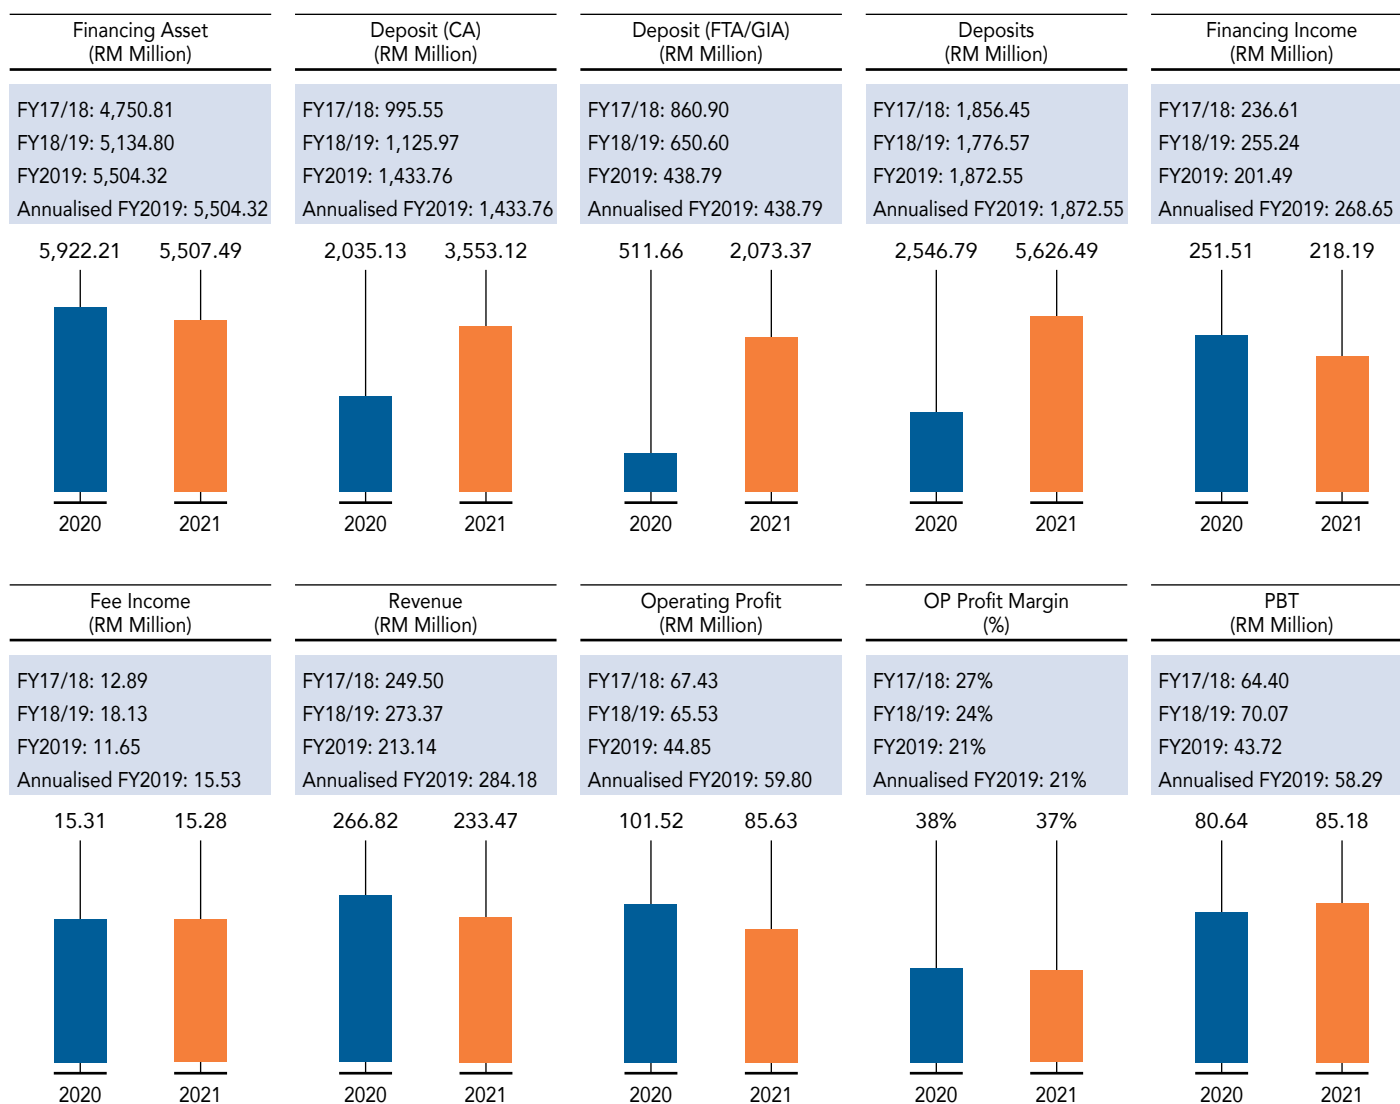 Financing Asset
(RM Million)
FY17/18: 4,750.81
FY18/19: 5,134.80
FY2019: 5,504.32
Annualised FY2019: 5,504.32
5,922.21 5,507.49
2020 2021
Deposit (CA)
(RM Million)
FY17/18: 995.55
FY18/19: 1,125.97
FY2019: 1,433.76
Annualised FY2019: 1,433.76
2,035.13 3,553.12
2020 2021
Deposit (FTA/GIA)
(RM Million)
FY17/18: 860.90
FY18/19: 650.60
FY2019: 438.79
Annualised FY2019: 438.79
511.66 2,073.37
2020 2021
Deposits
(RM Million)
FY17/18: 1,856.45
FY18/19: 1,776.57
FY2019: 1,872.55
Annualised FY2019: 1,872.55
2,546.79 5,626.49
2020 2021
Financing Income
(RM Million)
FY17/18: 236.61
FY18/19: 255.24
FY2019: 201.49
Annualised FY2019: 268.65
251.51 218.19
2020 2021
Fee Income
(RM Million)
FY17/18: 12.89
FY18/19: 18.13
FY2019: 11.65
Annualised FY2019: 15.53
15.31 15.28
2020 2021
Revenue
(RM Million)
FY17/18: 249.50
FY18/19: 273.37
FY2019: 213.14
Annualised FY2019: 284.18
266.82 233.47
2020 2021
Operating Profit
(RM Million)
FY17/18: 67.43
FY18/19: 65.53
FY2019: 44.85
Annualised FY2019: 59.80
101.52 85.63
2020 2021
OP Profit Margin
(%)
FY17/18: 27%
FY18/19: 24%
FY2019: 21%
Annualised FY2019: 21%
38% 37%
2020 2021
PBT
(RM Million)
FY17/18: 64.40
FY18/19: 70.07
FY2019: 43.72
Annualised FY2019: 58.29
80.64 85.18
2020 2021